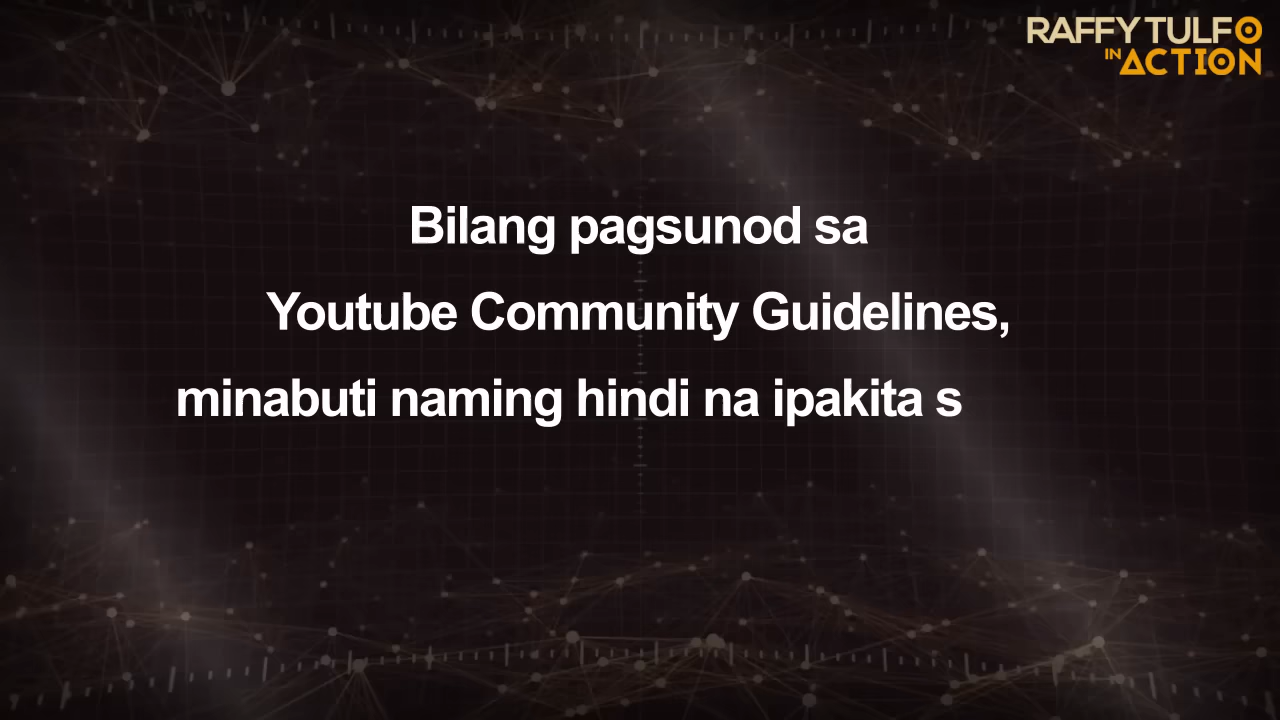 RAFFY TULFO
IN ACTION
Bilang pagsunod sa
Youtube Community Guidelines,
minabuti naming hindi na ipakita s